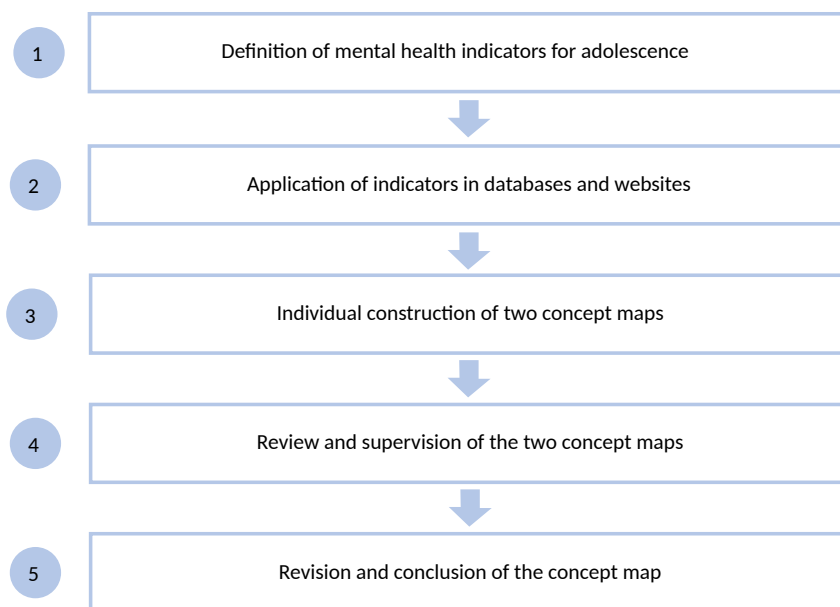 1
Definition of mental health indicators for adolescence
2
Application of indicators in databases and websites
3
Individual construction of two concept maps
4
Review and supervision of the two concept maps
5
Revision and conclusion of the concept map